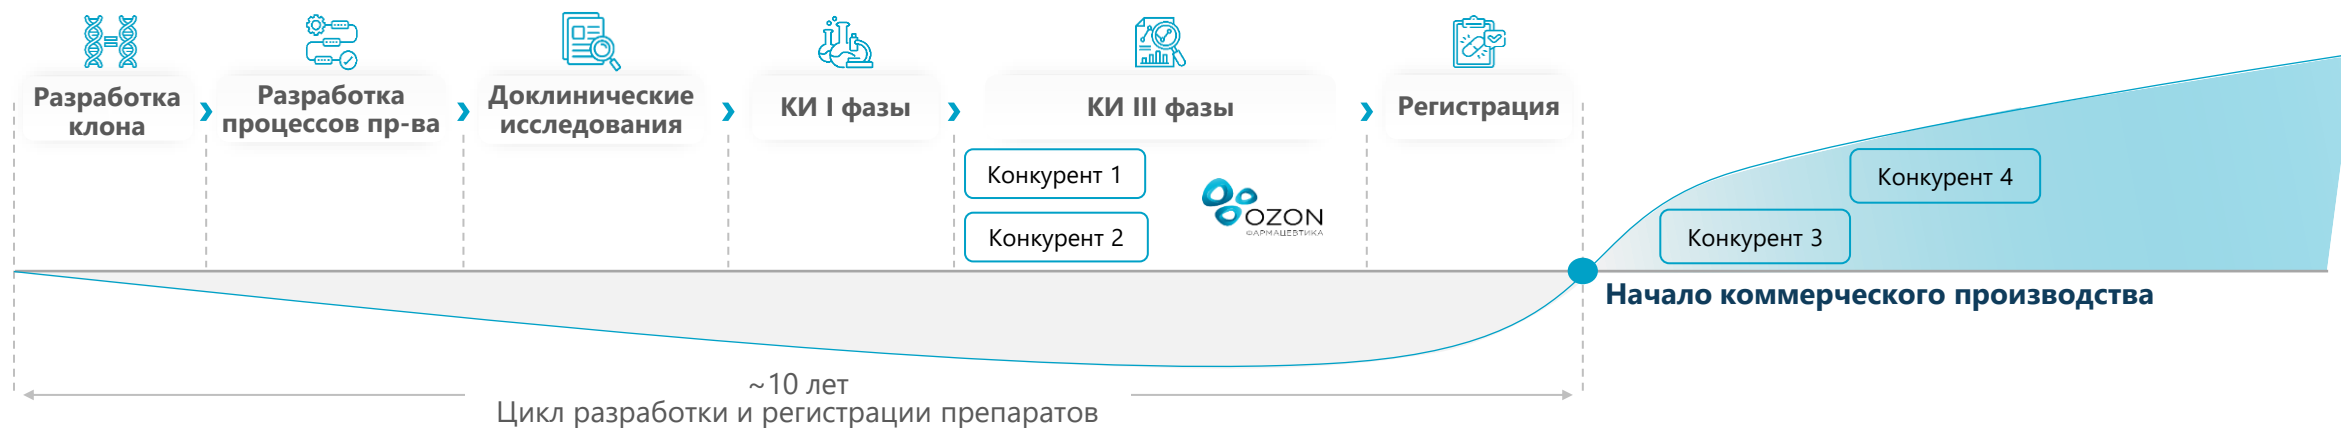 Разработка
клона
Разработка
процессов пр-ва
Доклинические
исследования
КИ I фазы
КИ III фазы
Регистрация
Конкурент 1
Конкурент 2
OZON
ФАРМАЦЕВТИКА
Конкурент 4
Конкурент 3
Начало коммерческого производства
~10 лет
Цикл разработки и регистрации препаратов